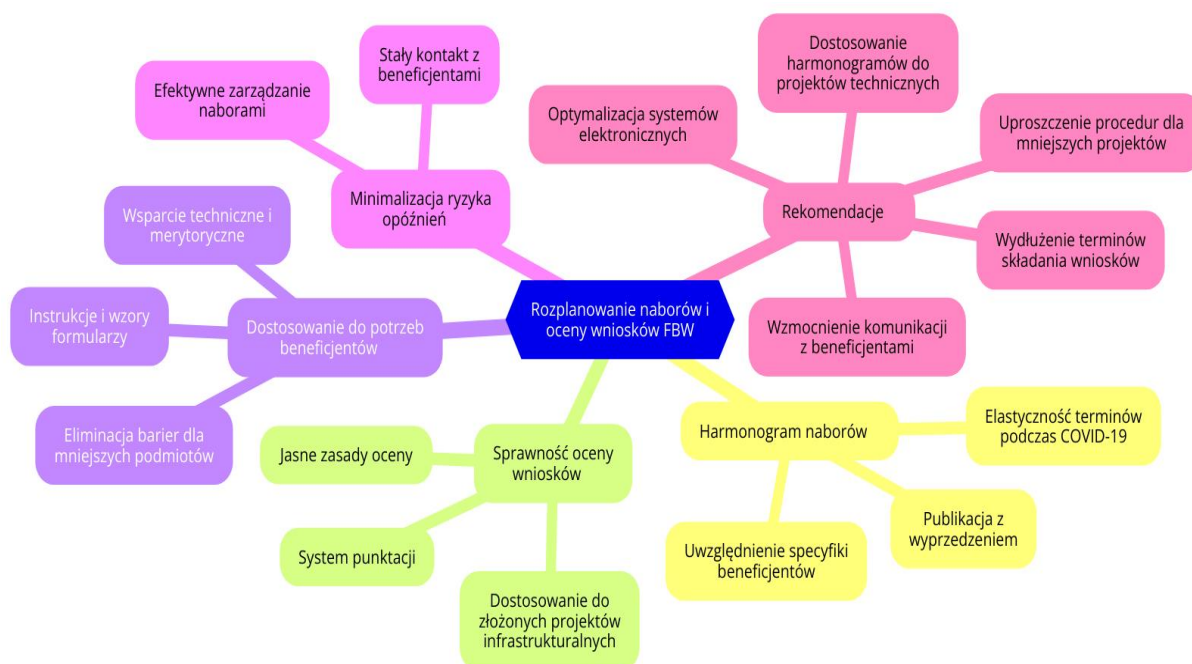 Rozplanowanie naborów i
oceny wniosków FBW
Minimalizacja ryzyka
opóźnień
Efektywne zarządzanie
naborami
Stały kontakt z
beneficjentami
Dostosowanie do potrzeb
beneficjentów
Wsparcie techniczne i
merytoryczne
Instrukcje i wzory
formularzy
Eliminacja barier dla
mniejszych podmiotów
Sprawność oceny
wniosków
Jasne zasady oceny
System punktacji
Dostosowanie do
złożonych projektów
infrastrukturalnych
Harmonogram naborów
Elastyczność terminów
podczas COVID-19
Publikacja z
wyprzedzeniem
Uwzględnienie specyfiki
beneficjentów
Rekomendacje
Optymalizacja systemów
elektronicznych
Dostosowanie
harmonogramów do
projektów technicznych
Uproszczenie procedur dla
mniejszych projektów
Wydłużenie terminów
składania wniosków
Wzmocnienie komunikacji
z beneficjentami